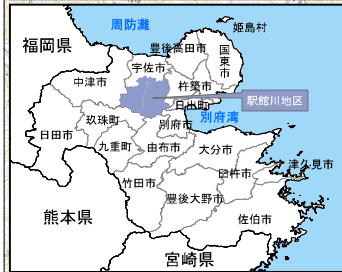 周防灘
姫島村
福岡県
豊後高田市
国東市
宇佐市
中津市
杵築市
駅館川地区
日出町
玖珠町
別府湾
日田市
別府市
九重町
由布市
大分市
津久見市
臼杵市
竹田市
豊後大野市
熊本県
佐伯市
宮崎県